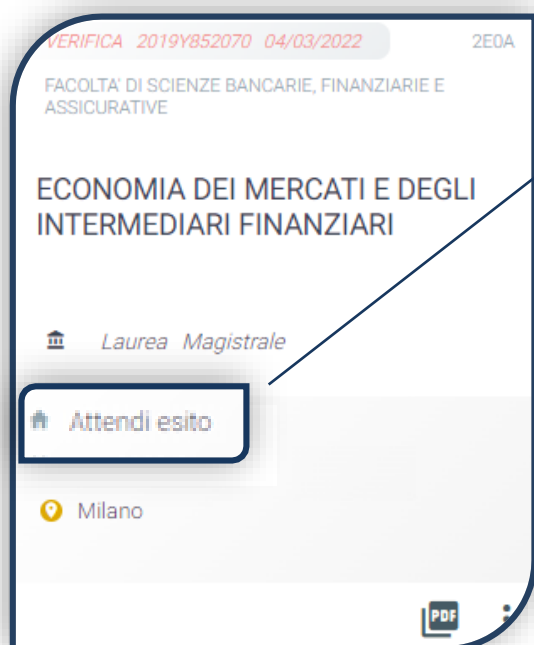 VERIFICA 2019Y852070 04/03/2022 2E0A
FACOLTA' DI SCIENZE BANCARIE, FINANZIARIE E
ASSICURATIVE
ECONOMIA DEI MERCATI E DEGLI
INTERMEDIARI FINANZIARI
Laurea Magistrale
Attendi esito
Milano
PDF